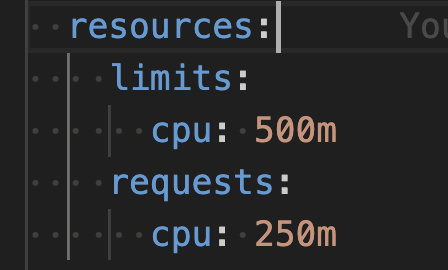 resources: You
limits:
cpu: 500m
requests:
cpu: 250m